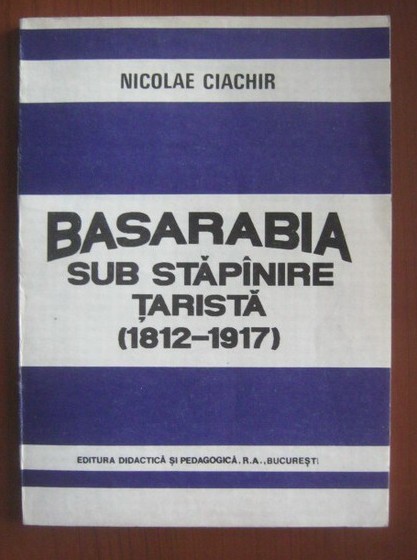 NICOLAE CIACHIR
BASARABIA
SUB STĂPÎNIRE
ȚARISTĂ
(1812–1917)
EDITURA DIDACTICĂ ȘI PEDAGOGICĂ. R.A., BUCUREȘTI